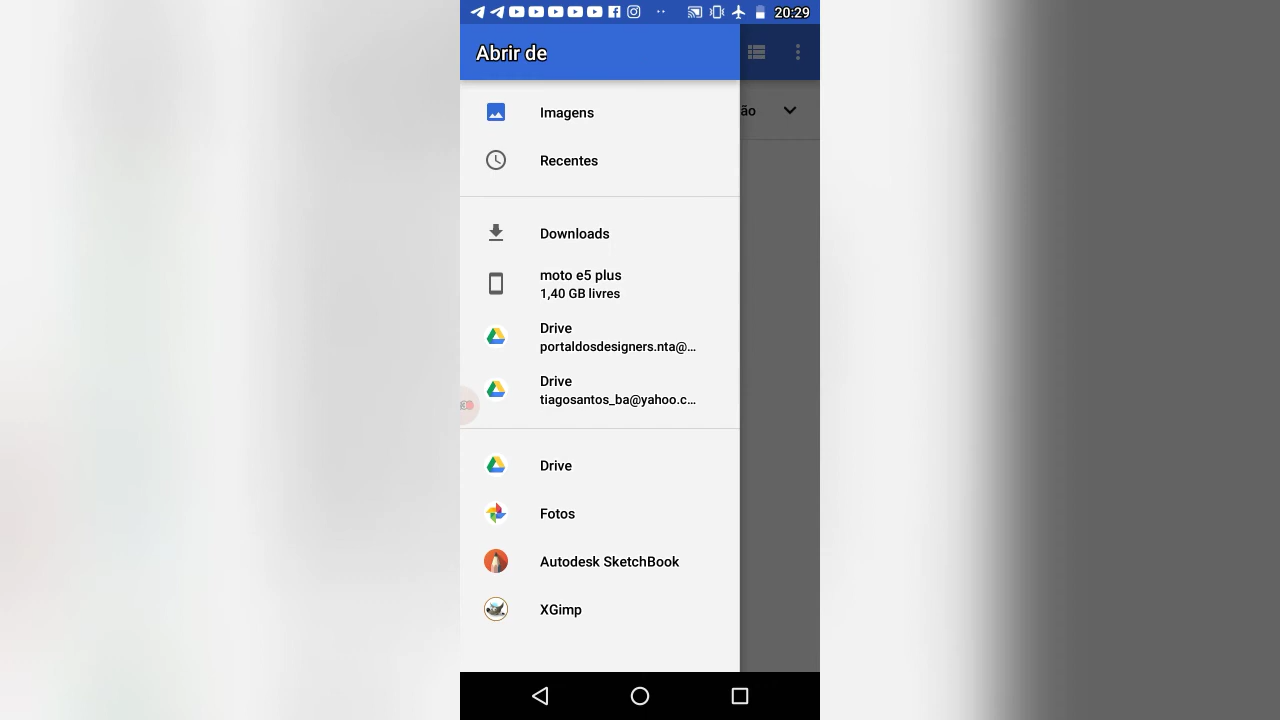 20:29
Abrir de
ão
Imagens
Recentes
Downloads
moto e5 plus
1,40 GB livres
Drive
portaldosdesigners.nta@...
Drive
tiagosantos_ba@yahoo.c...
Drive
Fotos
Autodesk SketchBook
XGimp